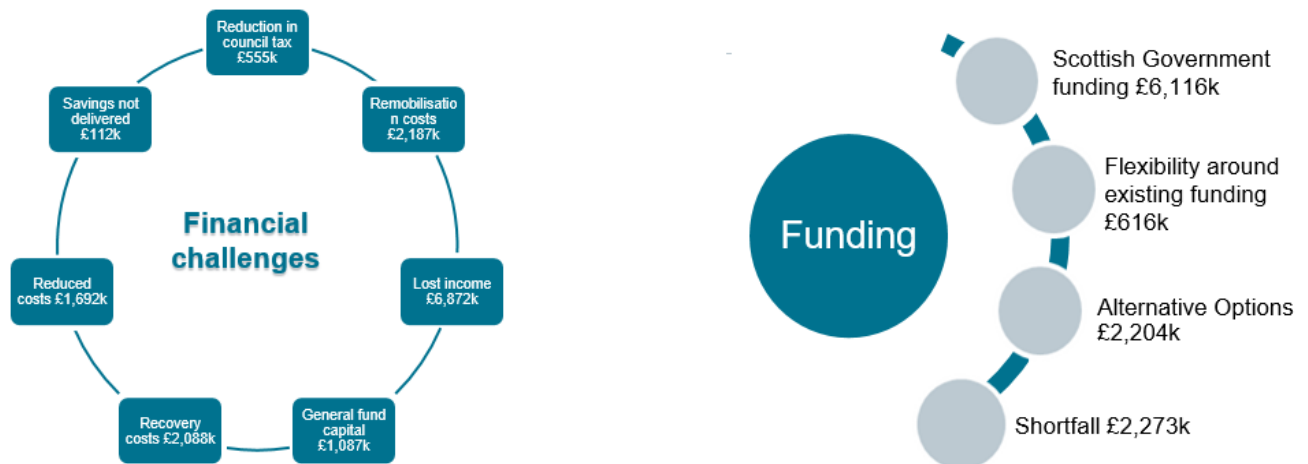 Reduction in
council tax
£555k
Remobilisatio
n costs
£2,187k
Lost income
£6,872k
General fund
capital
£1,087k
Recovery
costs £2,088k
Reduced
costs £1,692k
Savings not
delivered
£112k
Financial
challenges
Funding
Scottish Government
funding £6,116k
Flexibility around
existing funding
£616k
Alternative Options
£2,204k
Shortfall £2,273k